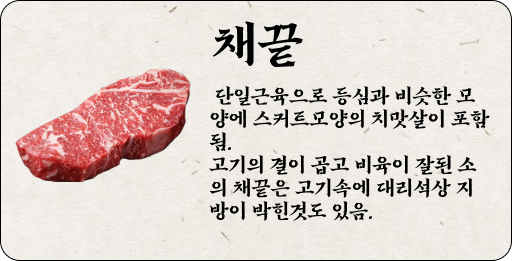 채끝
단일근육으로 등심과 비슷한 모
양에 스커트모양의 치맛살이 포함
됨.
고기의 결이 곱고 비육이 잘된 소
의 채끝은 고기속에 대리석상 지
방이 박힌것도 있음.